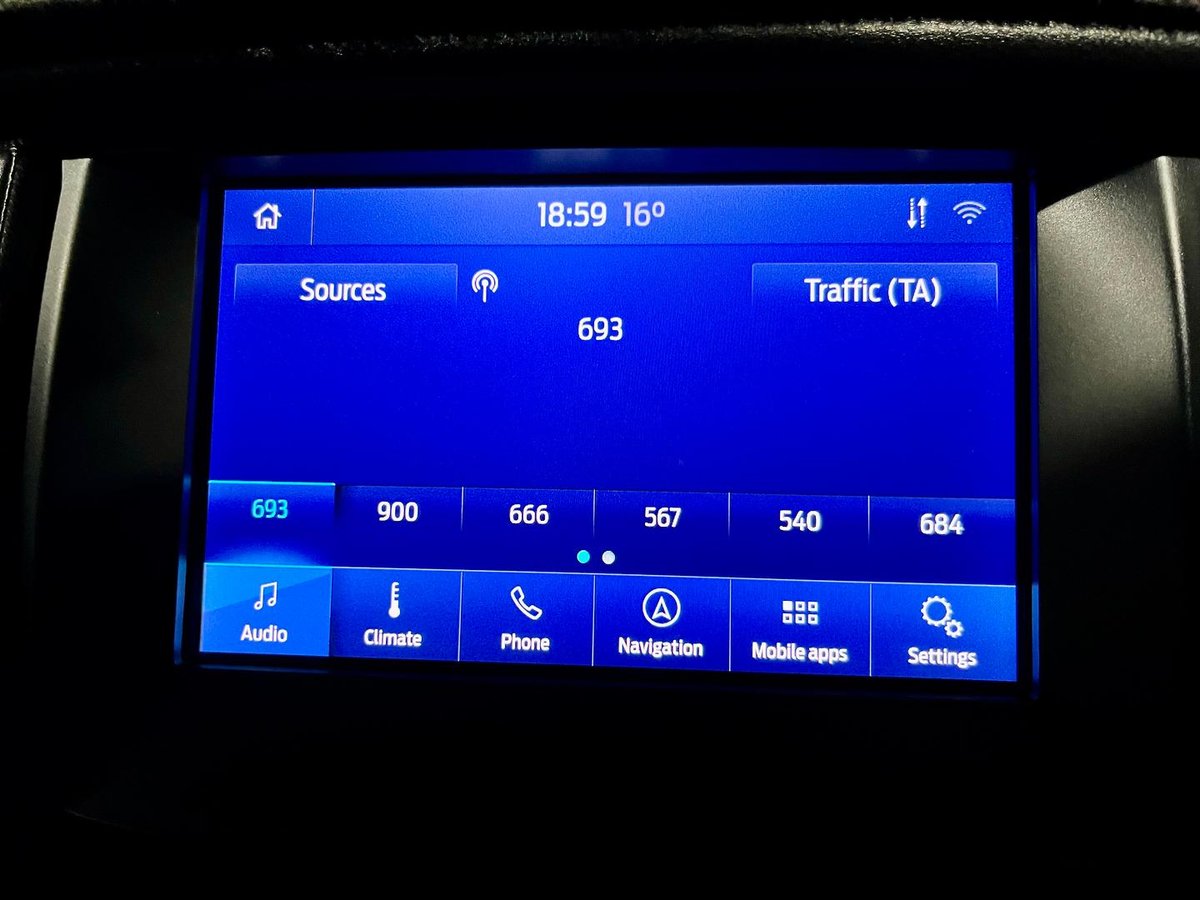 18:59 16º
Sources
Traffic (TA)
693
693 900 666 567 540 684
Audio Climate Phone Navigation Mobile apps Settings